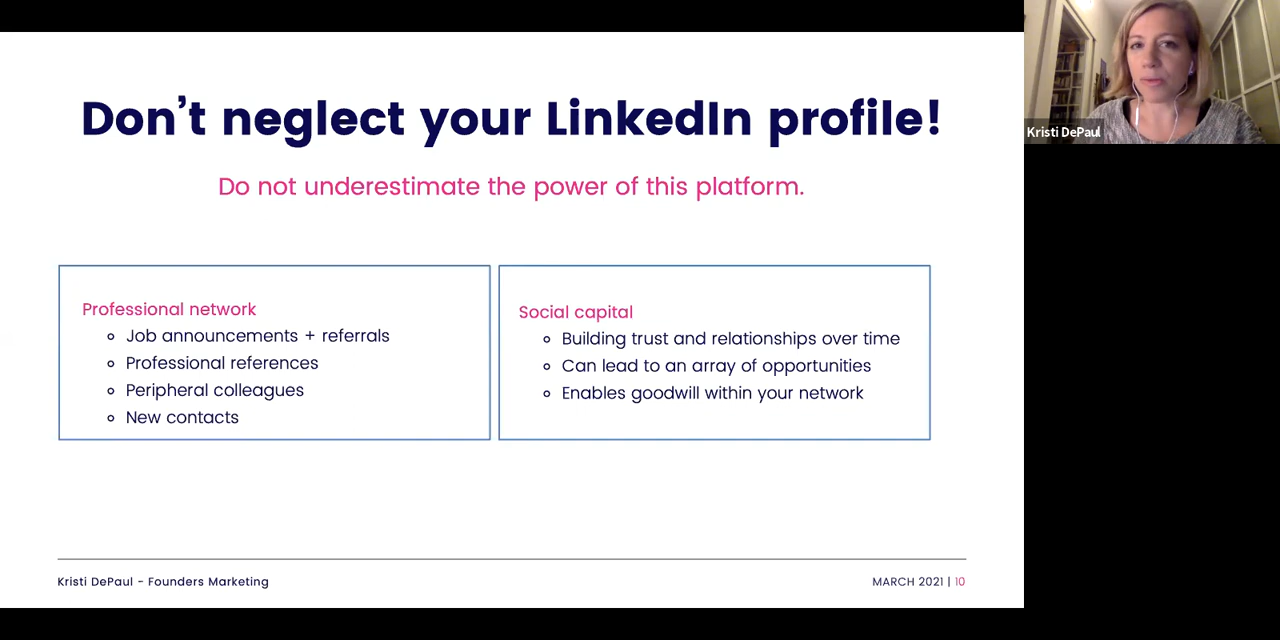 Don't neglect your LinkedIn profile!
Do not underestimate the power of this platform.
Professional network
Job announcements + referrals
Professional references
Peripheral colleagues
New contacts
Social capital
Building trust and relationships over time
Can lead to an array of opportunities
Enables goodwill within your network
Kristi DePaul - Founders Marketing
MARCH 2021 | 10
Kristi DePaul